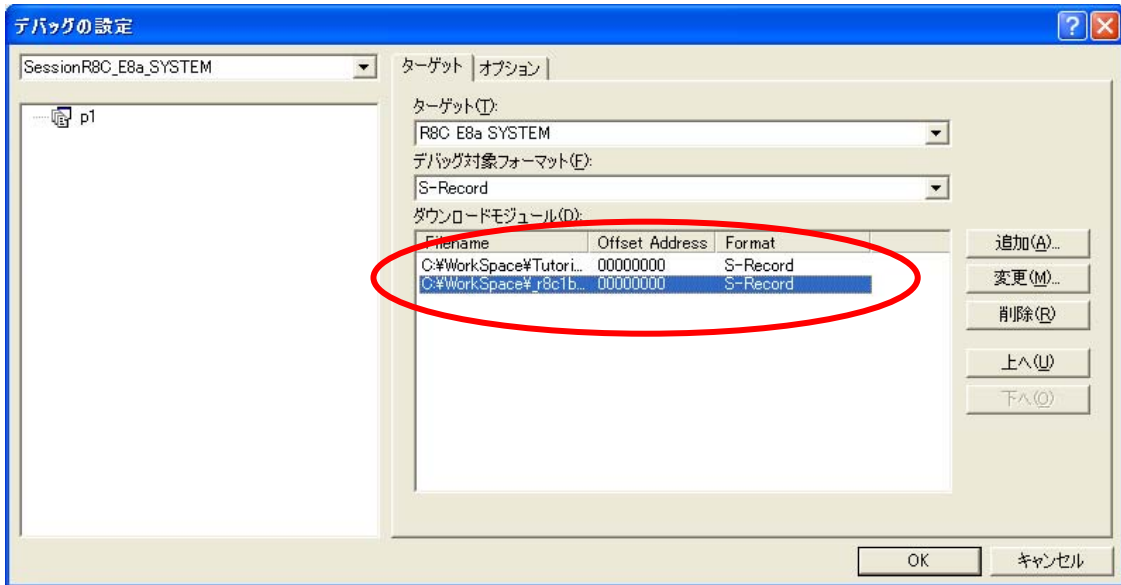 デバッグの設定
SessionR8C_E8a_SYSTEM
p1
ターゲット オプション
ターゲット(T):
R8C E8a SYSTEM
デバッグ対象フォーマット(F):
S-Record
ダウンロードモジュール(D):
Filename Offset Address Format
C:¥WorkSpace¥Tutori... 00000000 S-Record
C:¥WorkSpace¥_r8c1b... 00000000 S-Record
追加(A)...
変更(M)...
削除(R)
上へ(U)
下へ(O)
OK キャンセル